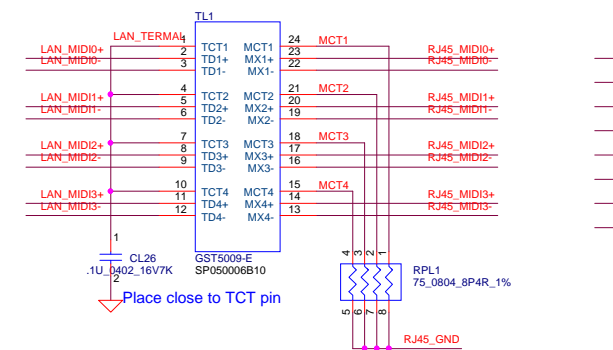 TL1
LAN_TERMAL 1 TCT1 MCT1 24 MCT1
LAN_MIDI0+ 2 TD1+ MX1+ 23 RJ45_MIDI0+
LAN_MIDI0- 3 TD1- MX1- 22 RJ45_MIDI0-
4 TCT2 MCT2 21 MCT2
LAN_MIDI1+ 5 TD2+ MX2+ 20 RJ45_MIDI1+
LAN_MIDI1- 6 TD2- MX2- 19 RJ45_MIDI1-
7 TCT3 MCT3 18 MCT3
LAN_MIDI2+ 8 TD3+ MX3+ 17 RJ45_MIDI2+
LAN_MIDI2- 9 TD3- MX3- 16 RJ45_MIDI2-
10 TCT4 MCT4 15 MCT4
LAN_MIDI3+ 11 TD4+ MX4+ 14 RJ45_MIDI3+
LAN_MIDI3- 12 TD4- MX4- 13 RJ45_MIDI3-
1
CL26
.1U_0402_16V7K
2
GST5009-E
SP050006B10
Place close to TCT pin
4 3 2 1
RPL1
75_0804_8P4R_1%
5 6 7 8
RJ45_GND